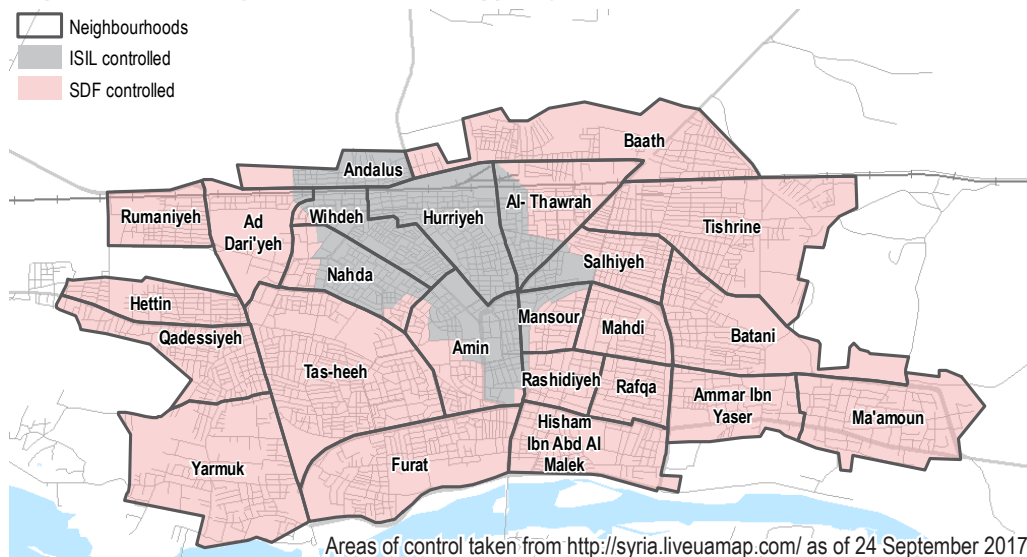 Neighbourhoods
ISIL controlled
SDF controlled
Baath
Andalus
Rumaniyeh
Ad
Dari'yeh
Wihdeh
Hurriyeh
Al- Thawrah
Tishrine
Nahda
Salhiyeh
Hettin
Qadessiyeh
Tas-heeh
Amin
Mansour
Mahdi
Batani
Rashidiyeh
Rafqa
Ammar Ibn
Yaser
Ma'amoun
Hisham
Ibn Abd Al
Malek
Yarmuk
Furat
Areas of control taken from http://syria.liveuamap.com/ as of 24 September 2017